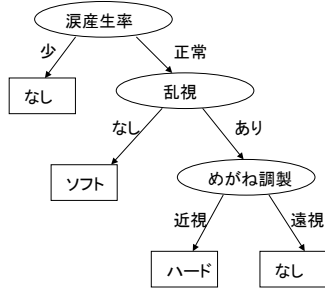 涙産生率
少
正常
なし
乱視
なし
あり
ソフト
めがね調製
近視
遠視
ハード
なし